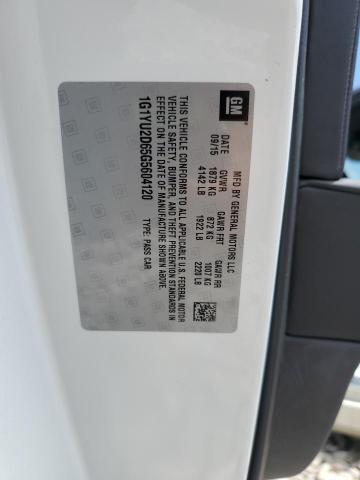 GM
MFD BY GENERAL MOTORS LLC
DATE GVWR GAWR FRT GAWR RR
09/15 1879 KG 872 KG 1007 KG
4142 LB 1922 LB 2220 LB
THIS VEHICLE CONFORMS TO ALL APPLICABLE U.S. FEDERAL MOTOR
VEHICLE SAFETY, BUMPER, AND THEFT PREVENTION STANDARDS IN
EFFECT ON THE DATE OF MANUFACTURE SHOWN ABOVE.
1G1YU2D65G5604120 TYPE: PASS CAR